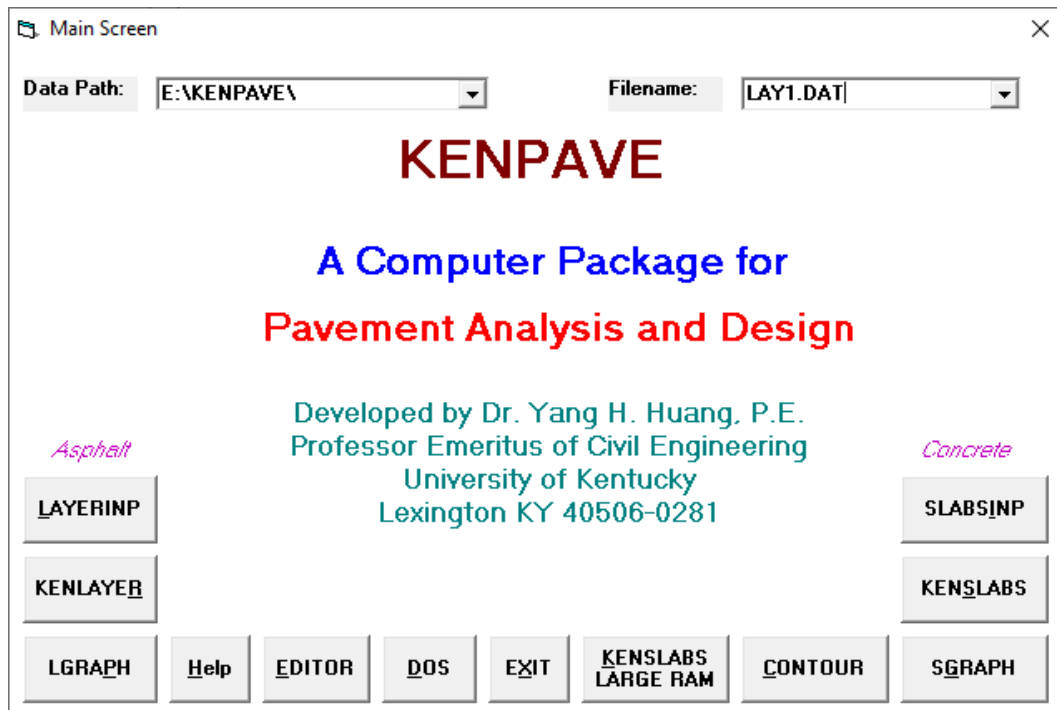 Main Screen
Data Path: E:\KENPAVE\ Filename: LAY1.DAT
KENPAVE
A Computer Package for
Pavement Analysis and Design
Developed by Dr. Yang H. Huang, P.E.
Professor Emeritus of Civil Engineering
University of Kentucky
Lexington KY 40506-0281
Asphalt
LAYERINP
KENLAYER
LGRAPH
Help
EDITOR
DOS
EXIT
KENSLABS
LARGE RAM
CONTOUR
Concrete
SLABSINP
KENSLABS
SGRAPH